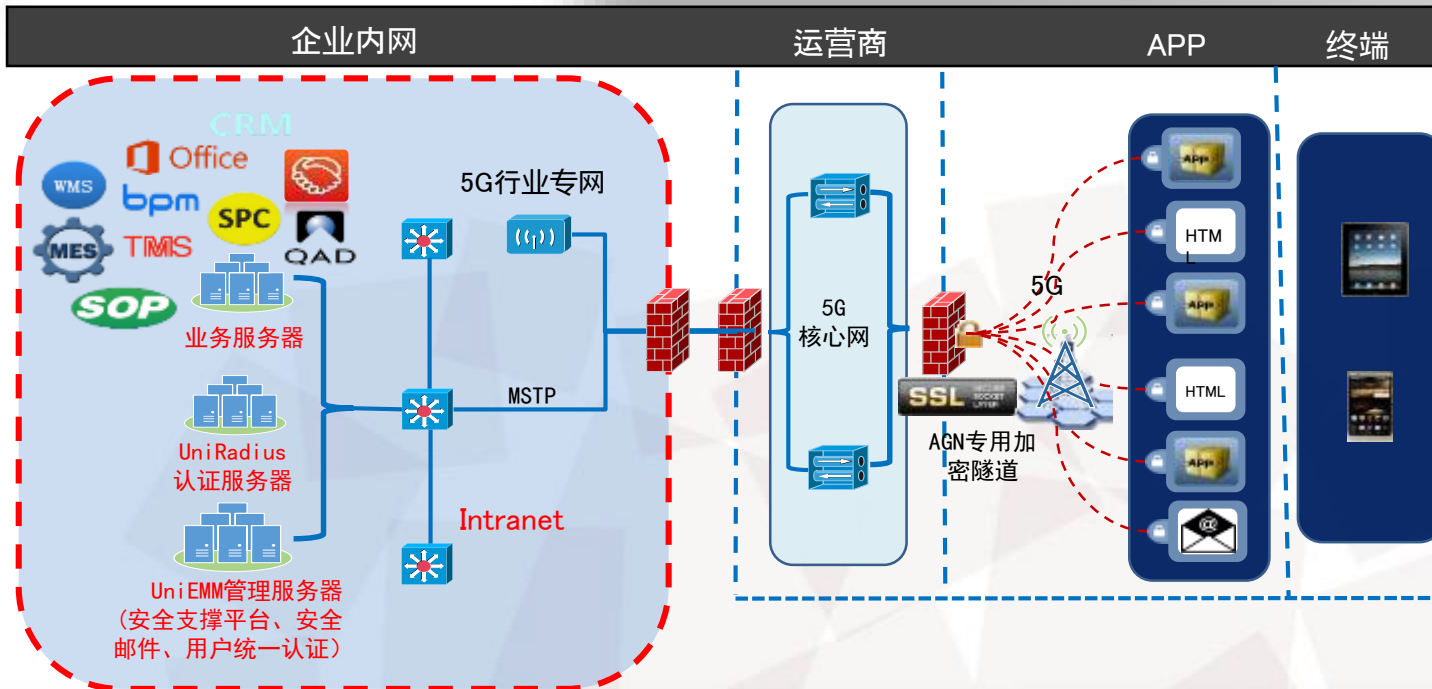 企业内网
运营商
APP
终端
CRM
Office
WMS
bpm
SPC
MES
TMS
QAD
SOP
5G行业专网
业务服务器
UniRadius
认证服务器
MSTP
Intranet
UniEMM管理服务器
(安全支撑平台、安全
邮件、用户统一认证)
5G
核心网
SSL
SOCKET
LAYER
AGN专用加
密隧道
5G
APP
HTM
L
APP
HTML
APP
@